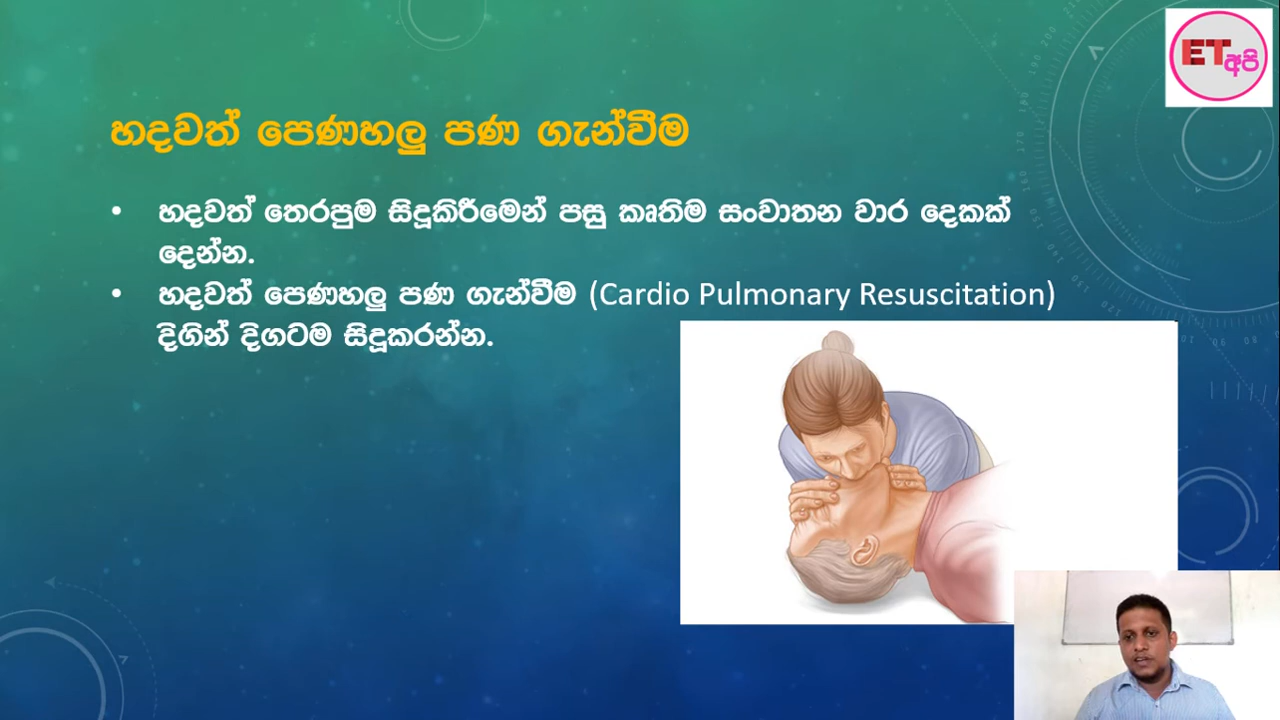 ET
අපි
හදවත් පෙණහලු පණ ගැන්වීම
• හදවත් තෙරපුම සිදූකිරීමෙන් පසු කෘතිම සංවාතන වාර දෙකක්
දෙන්න.
• හදවත් පෙණහලු පණ ගැන්වීම (Cardio Pulmonary Resuscitation)
දිගින් දිගටම සිදූකරන්න.